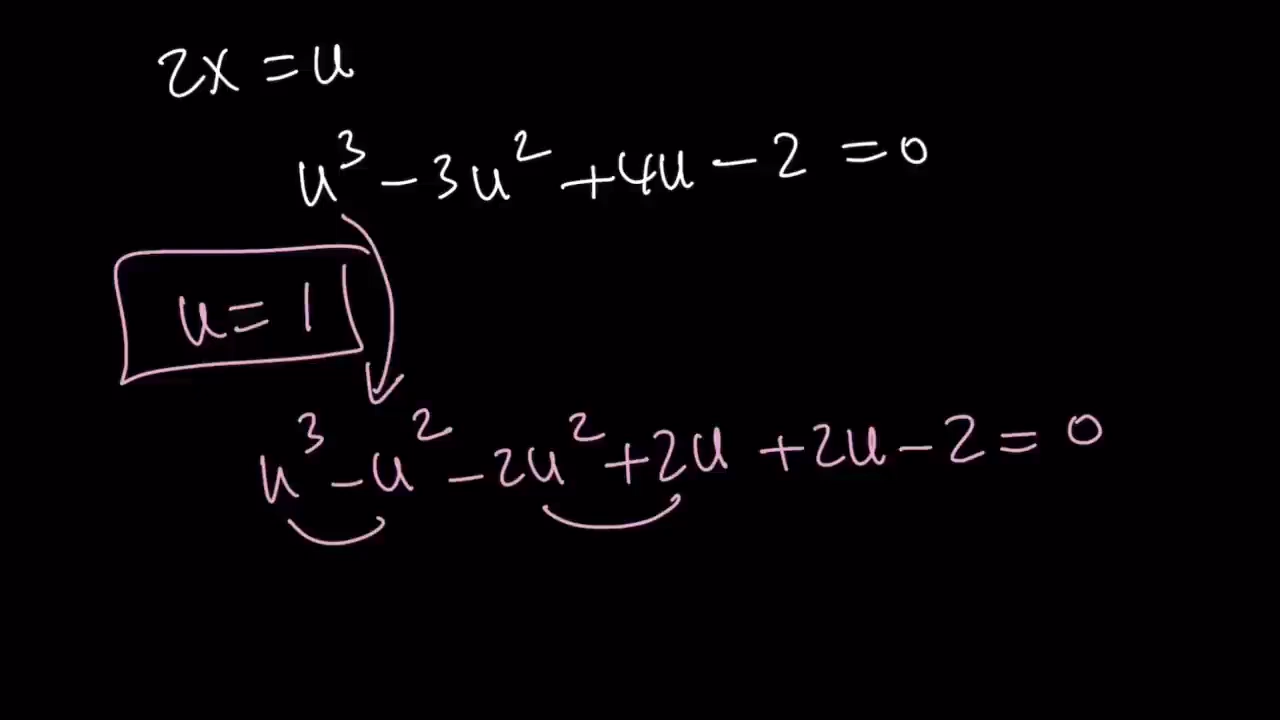 2x = u
u³ - 3u² + 4u - 2 = 0
u = 1
u³ - u² - 2u² + 2u + 2u - 2 = 0